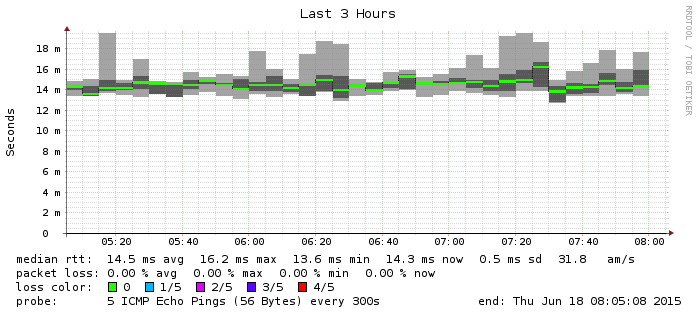 Last 3 Hours
RRDTOOL / TOBI OETIKER
Seconds
18 m
16 m
14 m
12 m
10 m
8 m
6 m
4 m
2 m
0
05:20 05:40 06:00 06:20 06:40 07:00 07:20 07:40 08:00
median rtt: 14.5 ms avg 16.2 ms max 13.6 ms min 14.3 ms now 0.5 ms sd 31.8 am/s
packet loss: 0.00 % avg 0.00 % max 0.00 % min 0.00 % now
loss color: 0 1/5 2/5 3/5 4/5
probe: 5 ICMP Echo Pings (56 Bytes) every 300s end: Thu Jun 18 08:05:08 2015